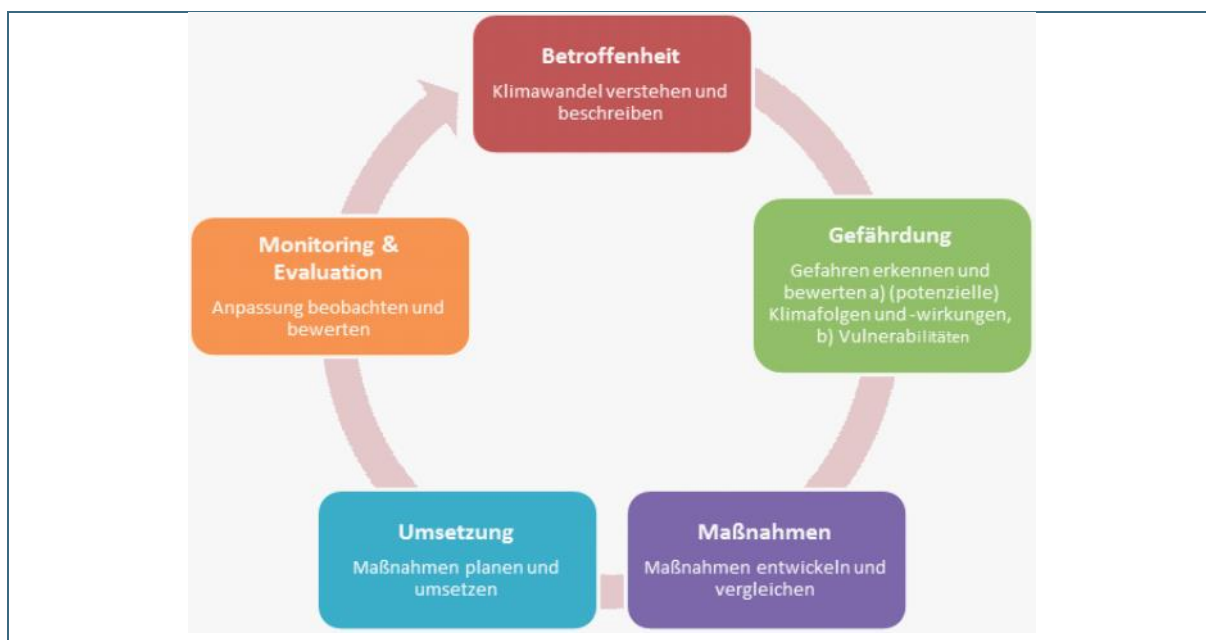 Betroffenheit
Klimawandel verstehen und
beschreiben
Gefährdung
Gefahren erkennen und
bewerten a) (potenzielle)
Klimafolgen und -wirkungen,
b) Vulnerabilitäten
Maßnahmen
Maßnahmen entwickeln und
vergleichen
Umsetzung
Maßnahmen planen und
umsetzen
Monitoring &
Evaluation
Anpassung beobachten und
bewerten